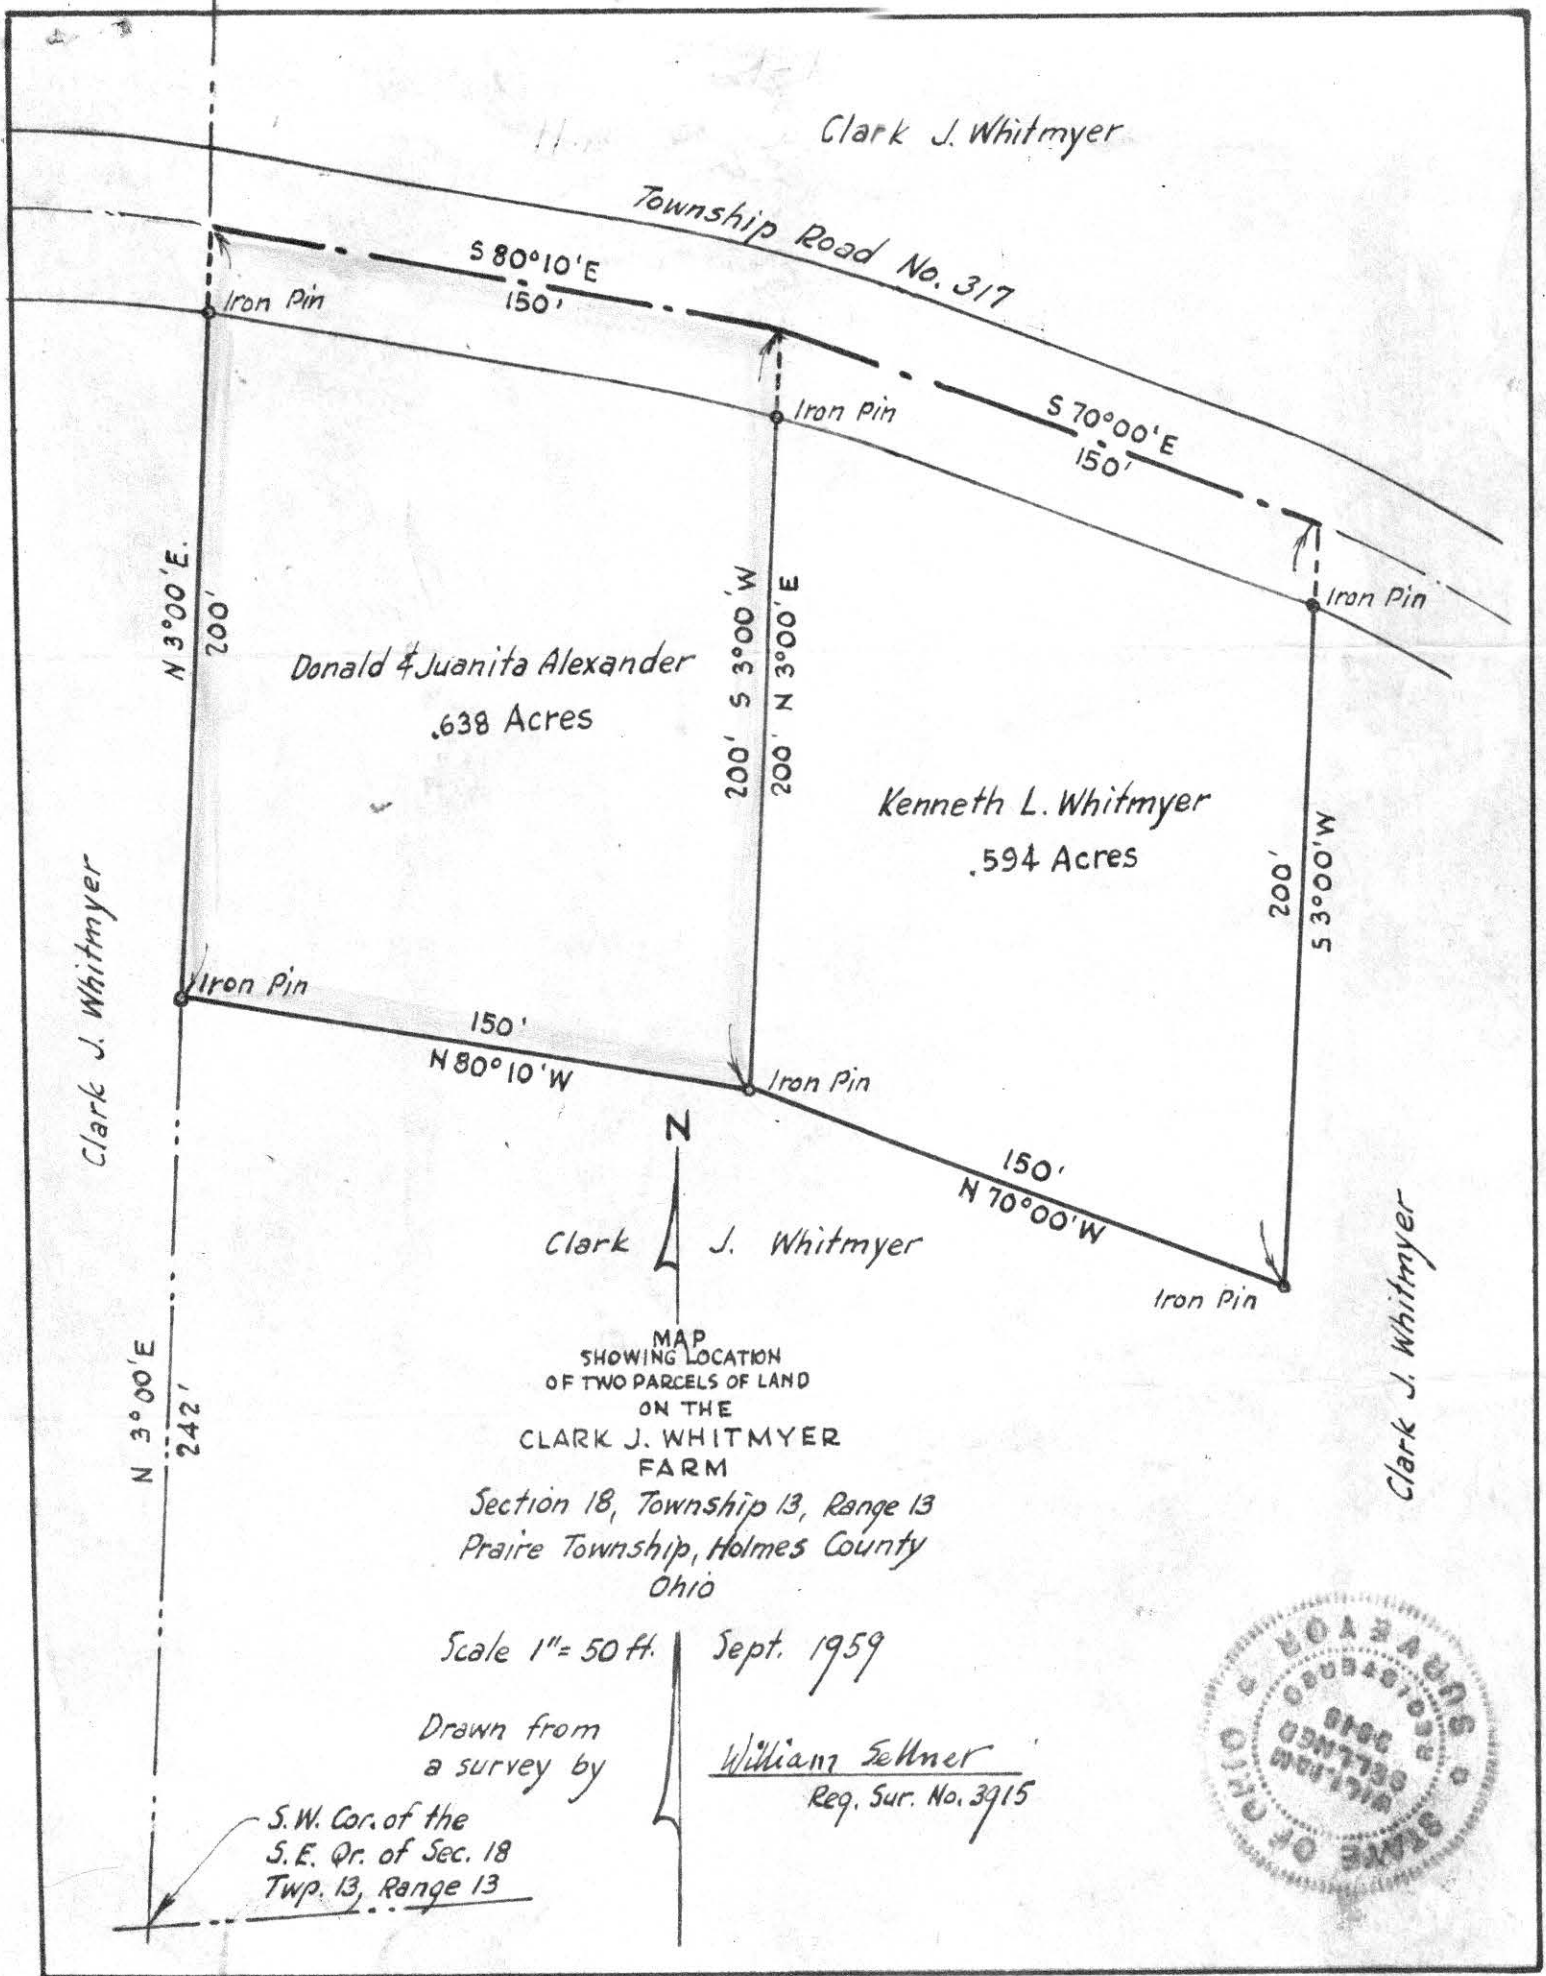 Clark J. Whitmyer
Township Road No. 317
S 80°10'E
150'
Iron Pin
Iron Pin
S 70°00'E
150'
Iron Pin
N 3°00'E.
200'
Donald & Juanita Alexander
.638 Acres
200' S 3°00'W
200' N 3°00'E
Kenneth L. Whitmyer
.594 Acres
200'
S 3°00'W
Clark J. Whitmyer
Iron Pin
150'
N 80°10'W
Iron Pin
150'
N 70°00'W
Iron Pin
N
Clark J. Whitmyer
Clark J. Whitmyer
N 3°00'E
242'
MAP
SHOWING LOCATION
OF TWO PARCELS OF LAND
ON THE
CLARK J. WHITMYER
FARM
Section 18, Township 13, Range 13
Praire Township, Holmes County
Ohio
Scale 1"= 50 ft.
Sept. 1959
Drawn from
a survey by
William Sellner
Reg. Sur. No. 3915
S.W. Cor. of the
S.E. Qr. of Sec. 18
Twp. 13, Range 13
STATE OF OHIO
REGISTERED
SURVEYOR
WILLIAM
SELLNER
3915